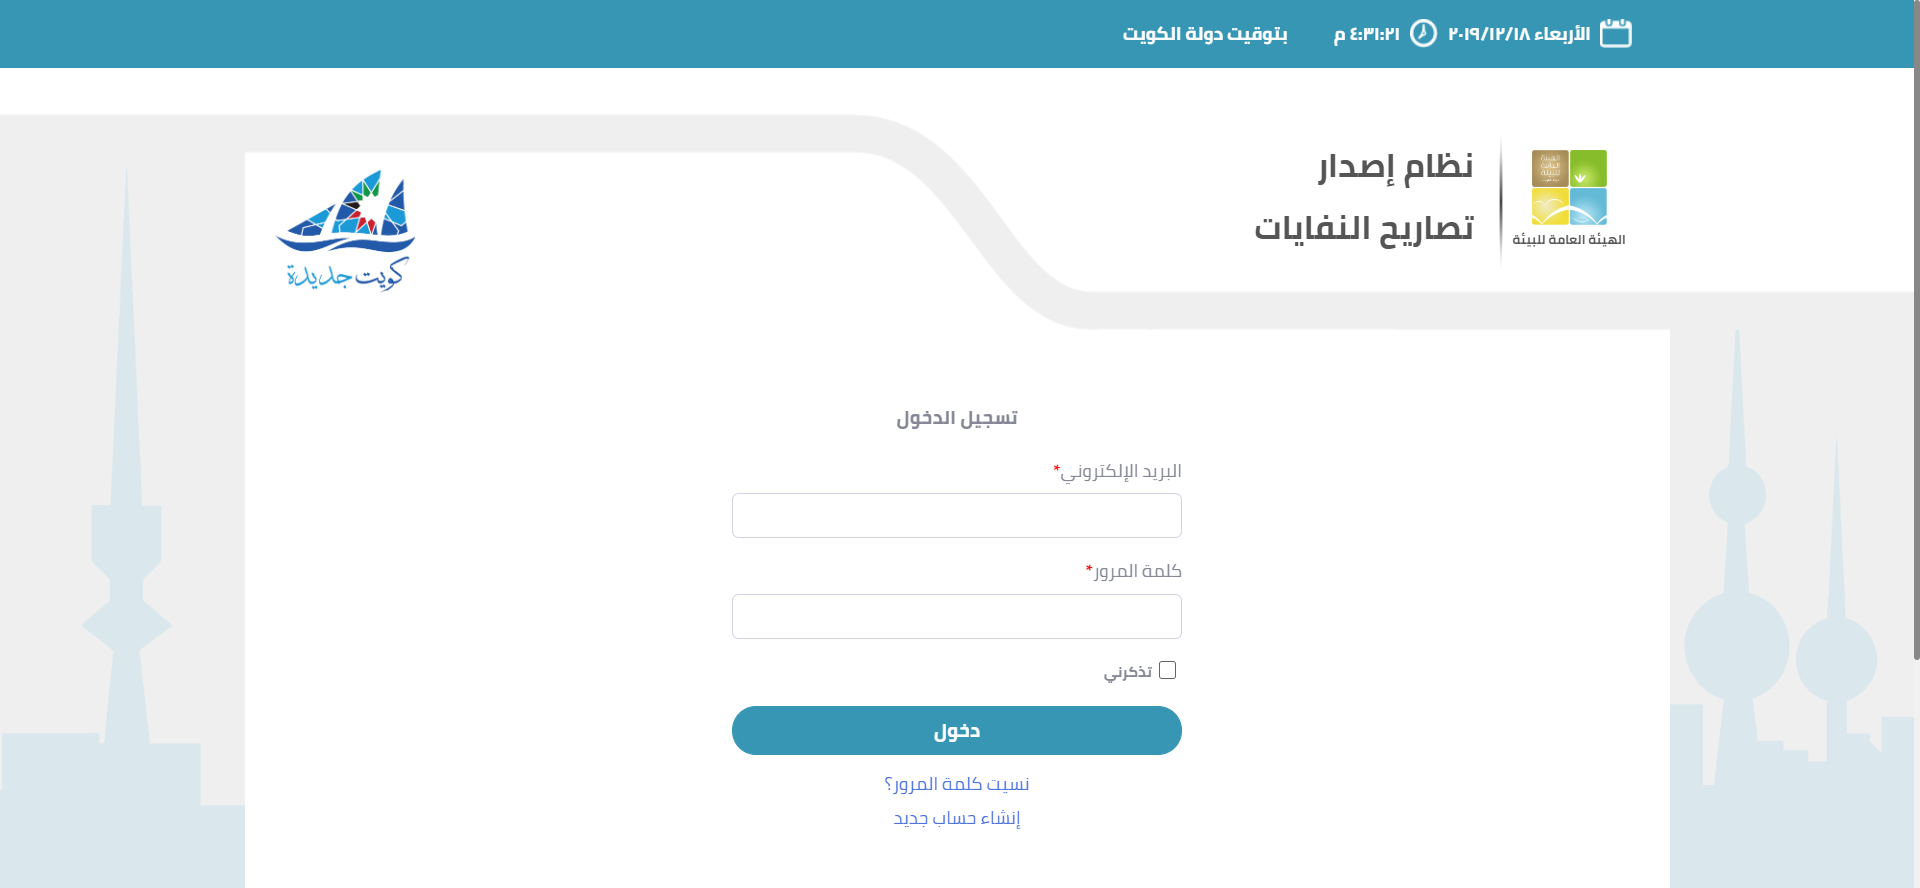 الأربعاء ٢٠١٩/١٢/١٨ ٤:٣١:٢١ م بتوقيت دولة الكويت
الهيئة العامة للبيئة
نظام إصدار
تصاريح النفايات
كويت جديدة
تسجيل الدخول
البريد الإلكتروني*
كلمة المرور*
تذكرني
دخول
نسيت كلمة المرور؟
إنشاء حساب جديد